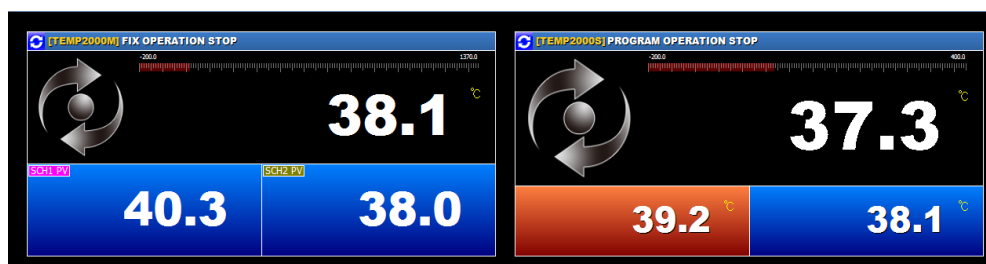 [TEMP2000M] FIX OPERATION STOP
-200.0 1370.0
38.1 ℃
SCH1 PV SCH2 PV
40.3 38.0
[TEMP2000S] PROGRAM OPERATION STOP
-200.0 400.0
37.3 ℃
39.2 ℃ 38.1 ℃